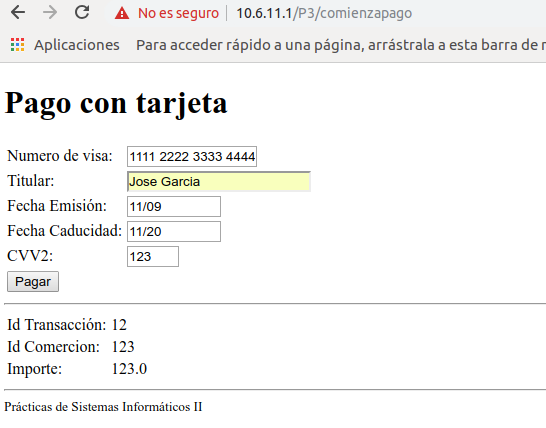 No es seguro 10.6.11.1/P3/comienzapago
Aplicaciones Para acceder rápido a una página, arrástrala a esta barra de
Pago con tarjeta
Numero de visa: 1111 2222 3333 4444
Titular: Jose Garcia
Fecha Emisión: 11/09
Fecha Caducidad: 11/20
CVV2: 123
Pagar
Id Transacción: 12
Id Comercion: 123
Importe: 123.0
Prácticas de Sistemas Informáticos II